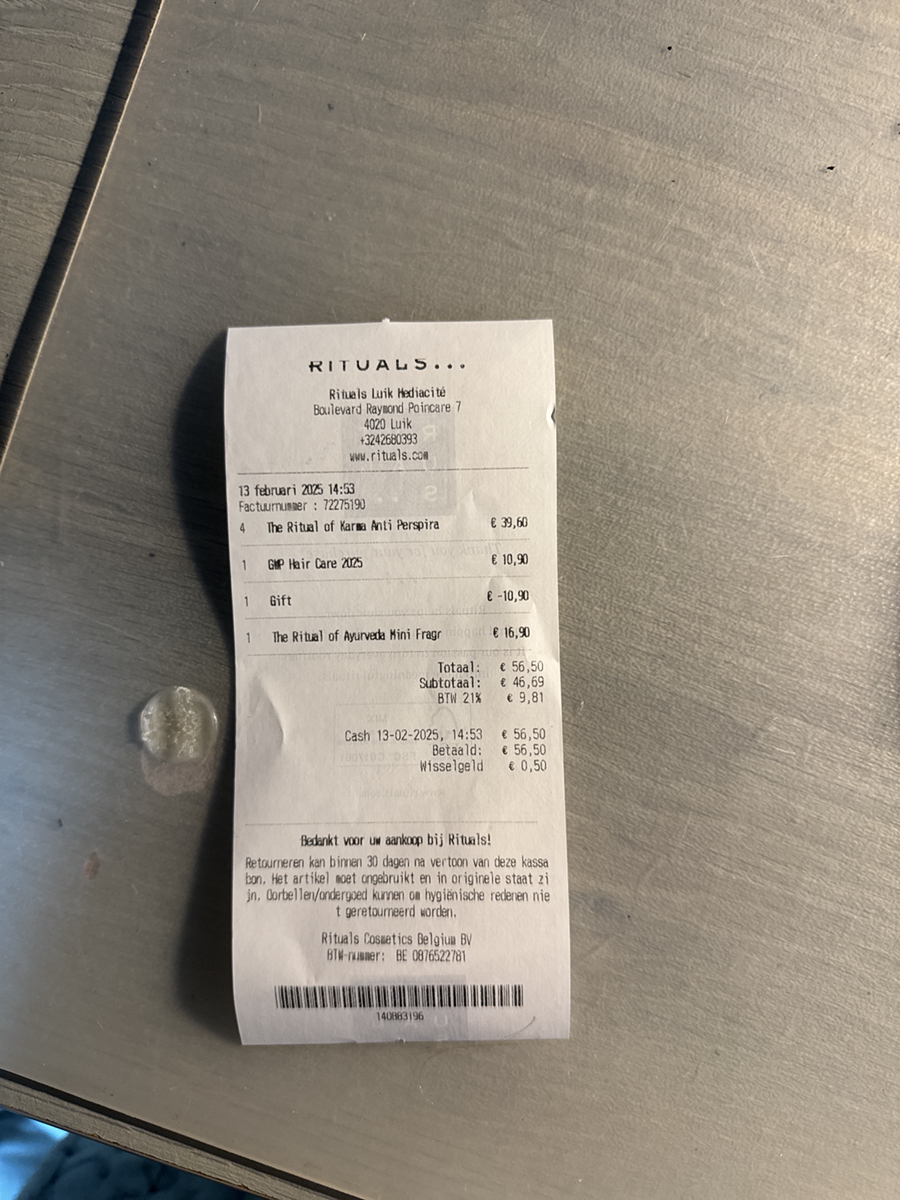 RITUALS...
Rituals Luik Mediacité
Boulevard Raymond Poincare 7
4020 Luik
+3242680393
www.rituals.com
13 februari 2025 14:53
Factuurnummer : 72275190
4 The Ritual of Karma Anti Perspira € 39,60
1 GWP Hair Care 2025 € 10,90
1 Gift € -10,90
1 The Ritual of Ayurveda Mini Fragr € 16,90
Totaal: € 56,50
Subtotaal: € 46,69
BTW 21% € 9,81
Cash 13-02-2025, 14:53 € 56,50
Betaald: € 56,50
Wisselgeld € 0,50
Bedankt voor uw aankoop bij Rituals!
Retourneren kan binnen 30 dagen na vertoon van deze kassa
bon. Het artikel moet ongebruikt en in originele staat zi
jn. Oorbellen/ondergoed kunnen om hygiënische redenen nie
t geretourneerd worden.
Rituals Cosmetics Belgium BV
BTW-nummer: BE 0876522781
140883196